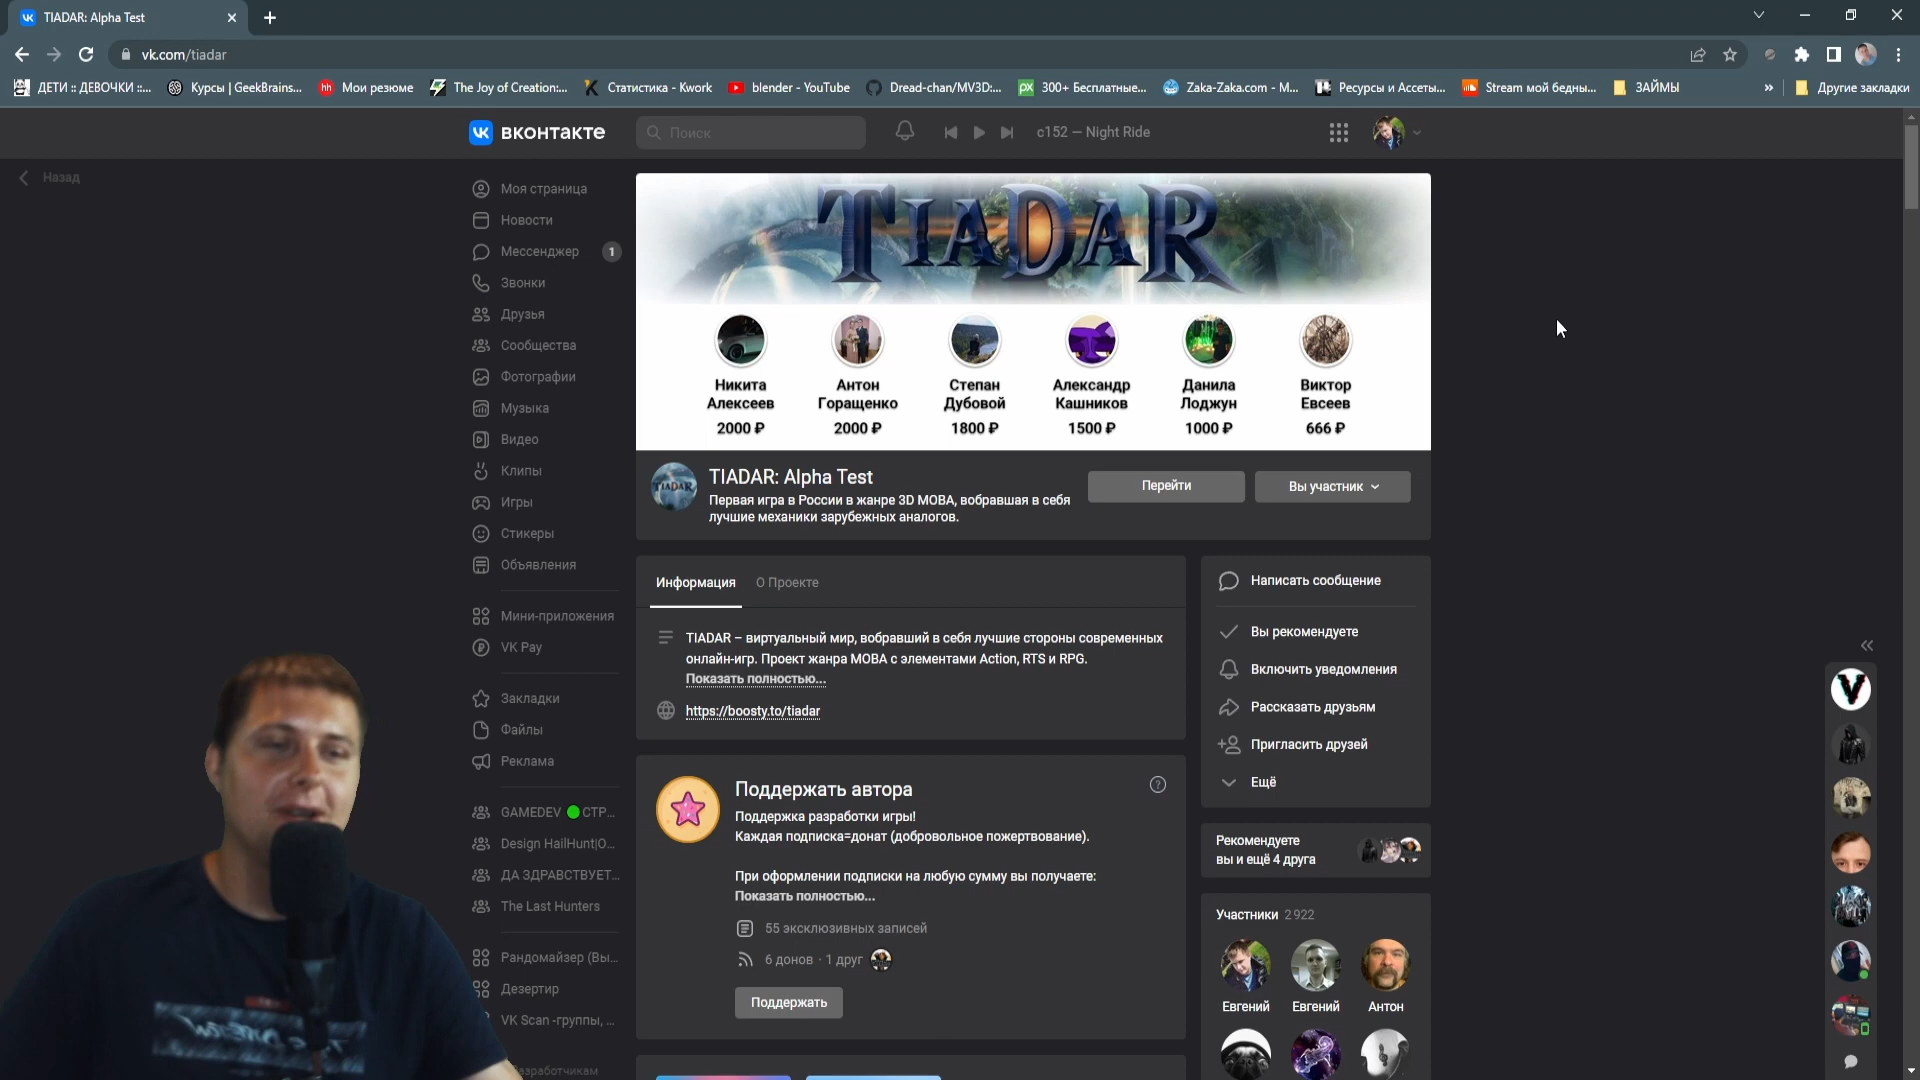 TIADAR: Alpha Test
vk.com/tiadar
ДЕТИ :: ДЕВОЧКИ ::...
Курсы | GeekBrains...
Мои резюме
The Joy of Creation:...
Статистика - Kwork
blender - YouTube
Dread-chan/MV3D:...
300+ Бесплатные...
Zaka-Zaka.com - M...
Ресурсы и Ассеты...
Stream мой бедны...
ЗАЙМЫ
»
Другие закладки
вконтакте
Поиск
c152 — Night Ride
Назад
Моя страница
Новости
Мессенджер 1
Звонки
Друзья
Сообщества
Фотографии
Музыка
Видео
Клипы
Игры
Стикеры
Объявления
Мини-приложения
VK Pay
Закладки
Файлы
Реклама
GAMEDEV СТР...
Design HailHunt|O...
ДА ЗДРАВСТВУЕТ...
The Last Hunters
Рандомайзер (Вы...
Дезертир
VK Scan -группы, ...
TIADAR
Никита Алексеев
2000 ₽
Антон Горащенко
2000 ₽
Степан Дубовой
1800 ₽
Александр Кашников
1500 ₽
Данила Лоджун
1000 ₽
Виктор Евсеев
666 ₽
TIADAR
TIADAR: Alpha Test
Первая игра в России в жанре 3D MOBA, вобравшая в себя
лучшие механики зарубежных аналогов.
Перейти
Вы участник
Информация
О Проекте
TIADAR – виртуальный мир, вобравший в себя лучшие стороны современных
онлайн-игр. Проект жанра MOBA с элементами Action, RTS и RPG.
Показать полностью...
https://boosty.to/tiadar
Поддержать автора
Поддержка разработки игры!
Каждая подписка=донат (добровольное пожертвование).
При оформлении подписки на любую сумму вы получаете:
Показать полностью...
55 эксклюзивных записей
6 донов · 1 друг
Поддержать
Написать сообщение
Вы рекомендуете
Включить уведомления
Рассказать друзьям
Пригласить друзей
Ещё
Рекомендуете
вы и ещё 4 друга
Участники 2 922
Евгений
Евгений
Антон